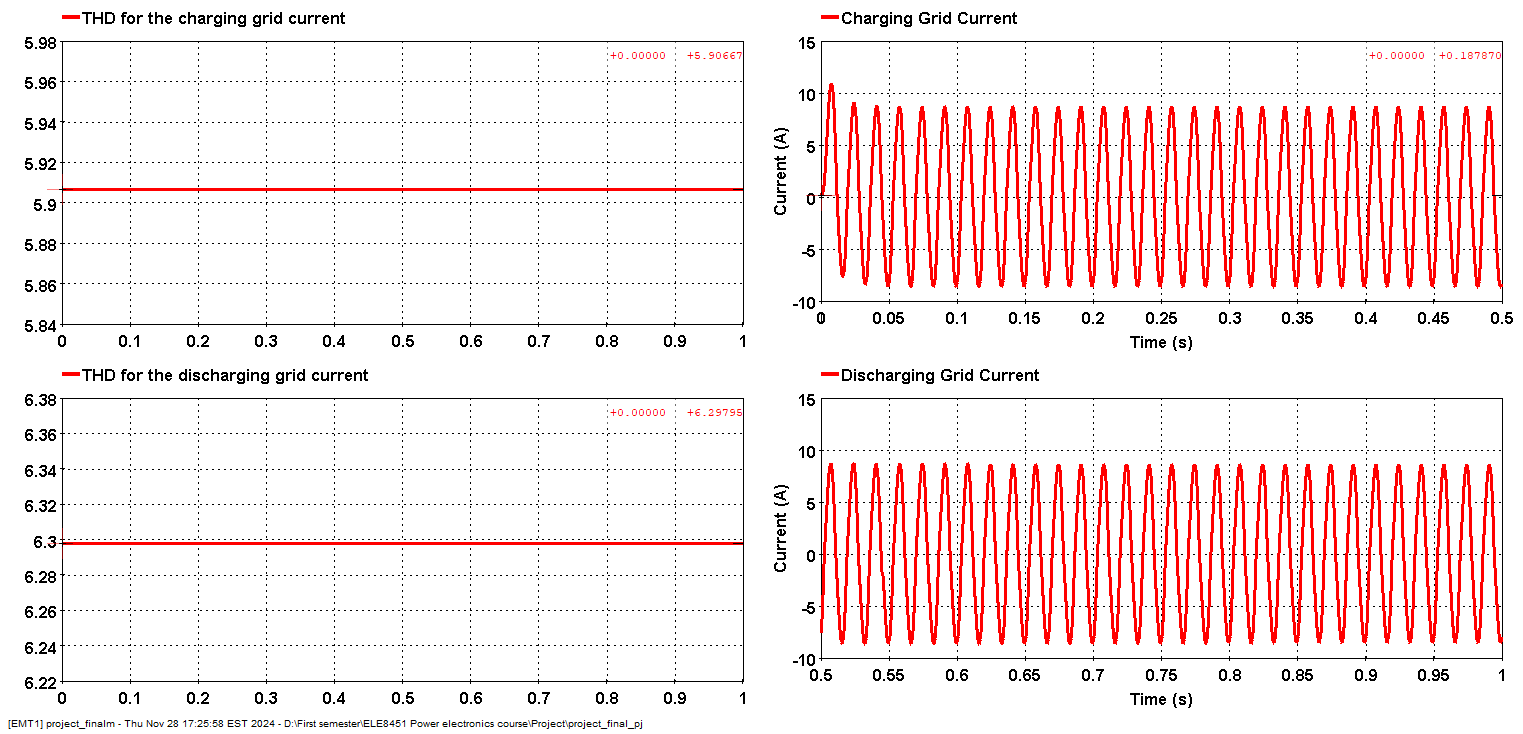 THD for the charging grid current
5.98
+0.00000 +5.90667
5.96
5.94
5.92
5.9
5.88
5.86
5.84
0 0.1 0.2 0.3 0.4 0.5 0.6 0.7 0.8 0.9 1
Charging Grid Current
15
+0.00000 +0.187870
10
5
0
-5
-10
Current (A)
0 0.05 0.1 0.15 0.2 0.25 0.3 0.35 0.4 0.45 0.5
Time (s)
THD for the discharging grid current
6.38
+0.00000 +6.29795
6.36
6.34
6.32
6.3
6.28
6.26
6.24
6.22
0 0.1 0.2 0.3 0.4 0.5 0.6 0.7 0.8 0.9 1
Discharging Grid Current
15
10
5
0
-5
-10
Current (A)
0.5 0.55 0.6 0.65 0.7 0.75 0.8 0.85 0.9 0.95 1
Time (s)
[EMT1] project_finalm - Thu Nov 28 17:25:58 EST 2024 - D:\First semester\ELE8451 Power electronics course\Project\project_final_pj